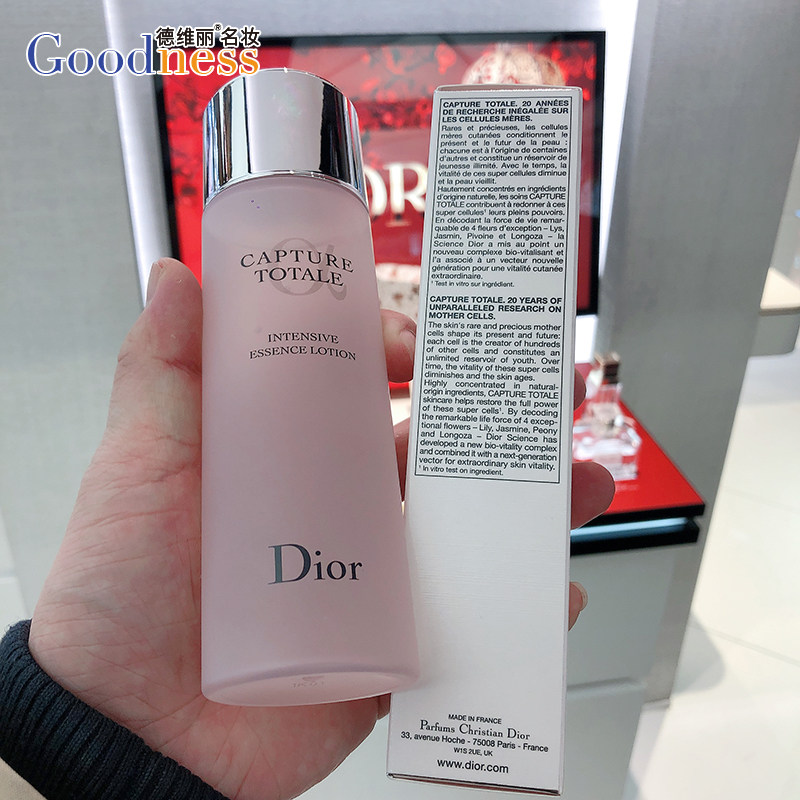 德维丽®名妆
Goodness
CAPTURE
TOTALE
INTENSIVE
ESSENCE LOTION
Dior
CAPTURE TOTALE. 20 ANNÉES
DE RECHERCHE INÉGALÉE SUR
LES CELLULES MÈRES.
Rares et précieuses, les cellules
mères cutanées conditionnent le
présent et le futur de la peau :
chacune est à l'origine de centaines
d'autres et constitue un réservoir de
jeunesse illimité. Avec le temps, la
vitalité de ces super cellules diminue
et la peau vieillit.
Hautement concentrés en ingrédients
d'origine naturelle, les soins CAPTURE
TOTALE contribuent à redonner à ces
super cellules¹ leurs pleins pouvoirs.
En décodant la force de vie remar-
quable de 4 fleurs d'exception – Lys,
Jasmin, Pivoine et Longoza – la
Science Dior a mis au point un
nouveau complexe bio-vitalisant et
l'a associé à un vecteur nouvelle
génération pour une vitalité cutanée
extraordinaire.
¹ Test in vitro sur ingrédient.
CAPTURE TOTALE. 20 YEARS OF
UNPARALLELED RESEARCH ON
MOTHER CELLS.
The skin's rare and precious mother
cells shape its present and future:
each cell is the creator of hundreds
of other cells and constitutes an
unlimited reservoir of youth. Over
time, the vitality of these super cells
diminishes and the skin ages.
Highly concentrated in natural-
origin ingredients, CAPTURE TOTALE
skincare helps restore the full power
of these super cells¹. By decoding
the remarkable life force of 4 excep-
tional flowers – Lily, Jasmine, Peony
and Longoza – Dior Science has
developed a new bio-vitality complex
and combined it with a next-generation
vector for extraordinary skin vitality.
¹ In vitro test on ingredient.
MADE IN FRANCE
Parfums Christian Dior
33, avenue Hoche - 75008 Paris - France
W1S 2UE, UK
www.dior.com